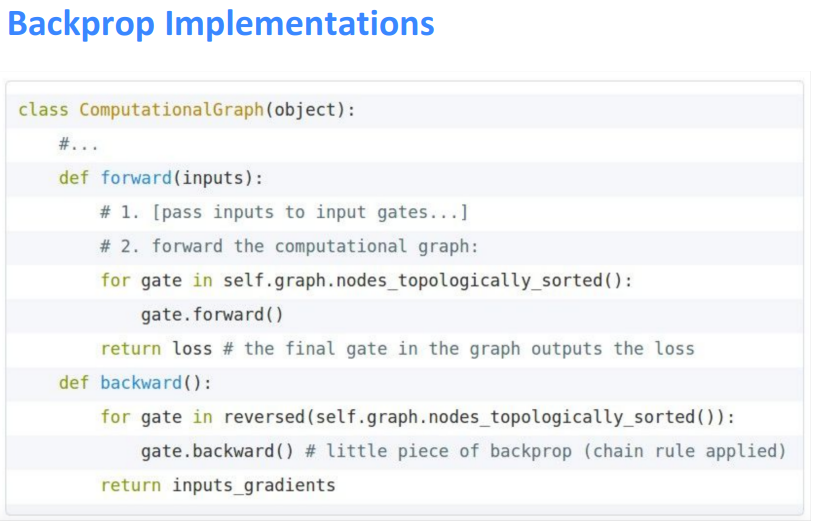 Backprop Implementations
class ComputationalGraph(object):
    #...
    def forward(inputs):
        # 1. [pass inputs to input gates...]
        # 2. forward the computational graph:
        for gate in self.graph.nodes_topologically_sorted():
            gate.forward()
        return loss # the final gate in the graph outputs the loss
    def backward():
        for gate in reversed(self.graph.nodes_topologically_sorted()):
            gate.backward() # little piece of backprop (chain rule applied)
        return inputs_gradients